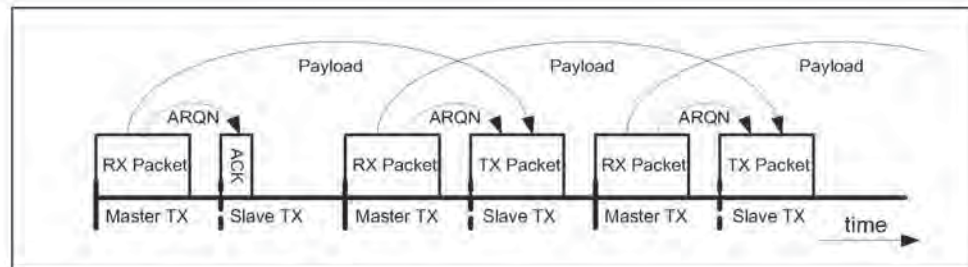 Payload Payload Payload
ARQN ARQN ARQN
RX Packet ACK RX Packet TX Packet RX Packet TX Packet
Master TX Slave TX Master TX Slave TX Master TX Slave TX
time